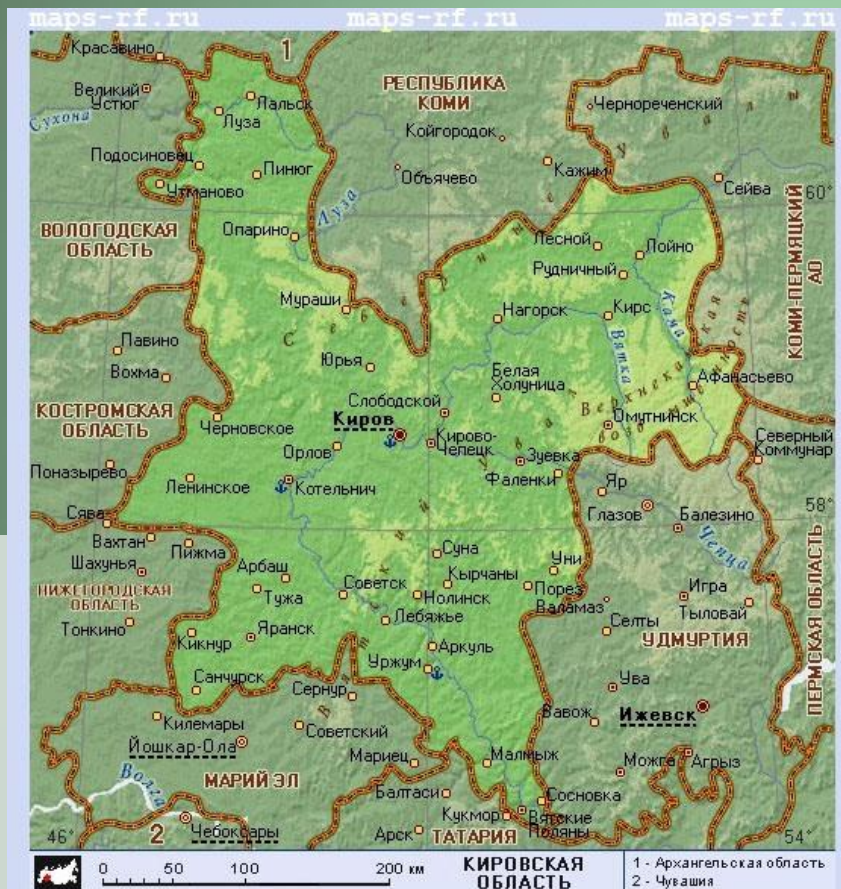 maps-rf.ru maps-rf.ru maps-rf.ru
Красавино
1
Великий
Устюг
Сухона
Лальск
Луза
РЕСПУБЛИКА
КОМИ
Чернореченский
Койгородок
Подосиновец
Пинюг
Объячево
Кажим
Северные Увалы
Утманово
Луза
Сейва
60°
ВОЛОГОДСКАЯ
ОБЛАСТЬ
Опарино
Лесной
Лойно
Рудничный
КОМИ-ПЕРМЯЦКИЙ
АО
Мураши
Нагорск
Кирс
Кама
Павино
Вохма
Юрья
Белая
Холуница
Вятка
Верхнекамская
возвышенность
Афанасьево
КОСТРОМСКАЯ
ОБЛАСТЬ
Слободской
Черновское
Киров
Омутнинск
Орлов
Кирово-
Чепецк
Зуевка
Северный
Коммунар
Поназырево
Фаленки
Ленинское
Котельнич
Яр
58°
Глазов
Балезино
Сява
Чепца
Вахтан
Пижма
Шахунья
Суна
Уни
Арбаш
НИЖЕГОРОДСКАЯ
ОБЛАСТЬ
Тужа
Советск
Кырчаны
Нолинск
Порез
Валамаз
Игра
Тыловай
Вятский Увал
Тонкино
Лебяжье
Селты
Кикнур
Яранск
УДМУРТИЯ
ПЕРМСКАЯ ОБЛАСТЬ
Аркуль
Уржум
Санчурск
Сернур
Ува
Килемары
Советский
Вавож
Ижевск
Йошкар-Ола
Мариец
Малмыж
Можга
Агрыз
Волга
МАРИЙ ЭЛ
Балтаси
Сосновка
Кукмор
Вятские
Поляны
46°
2
Чебоксары
Арск
ТАТАРИЯ
54°
0 50 100 200 км
КИРОВСКАЯ
ОБЛАСТЬ
1 - Архангельская область
2 - Чувашия